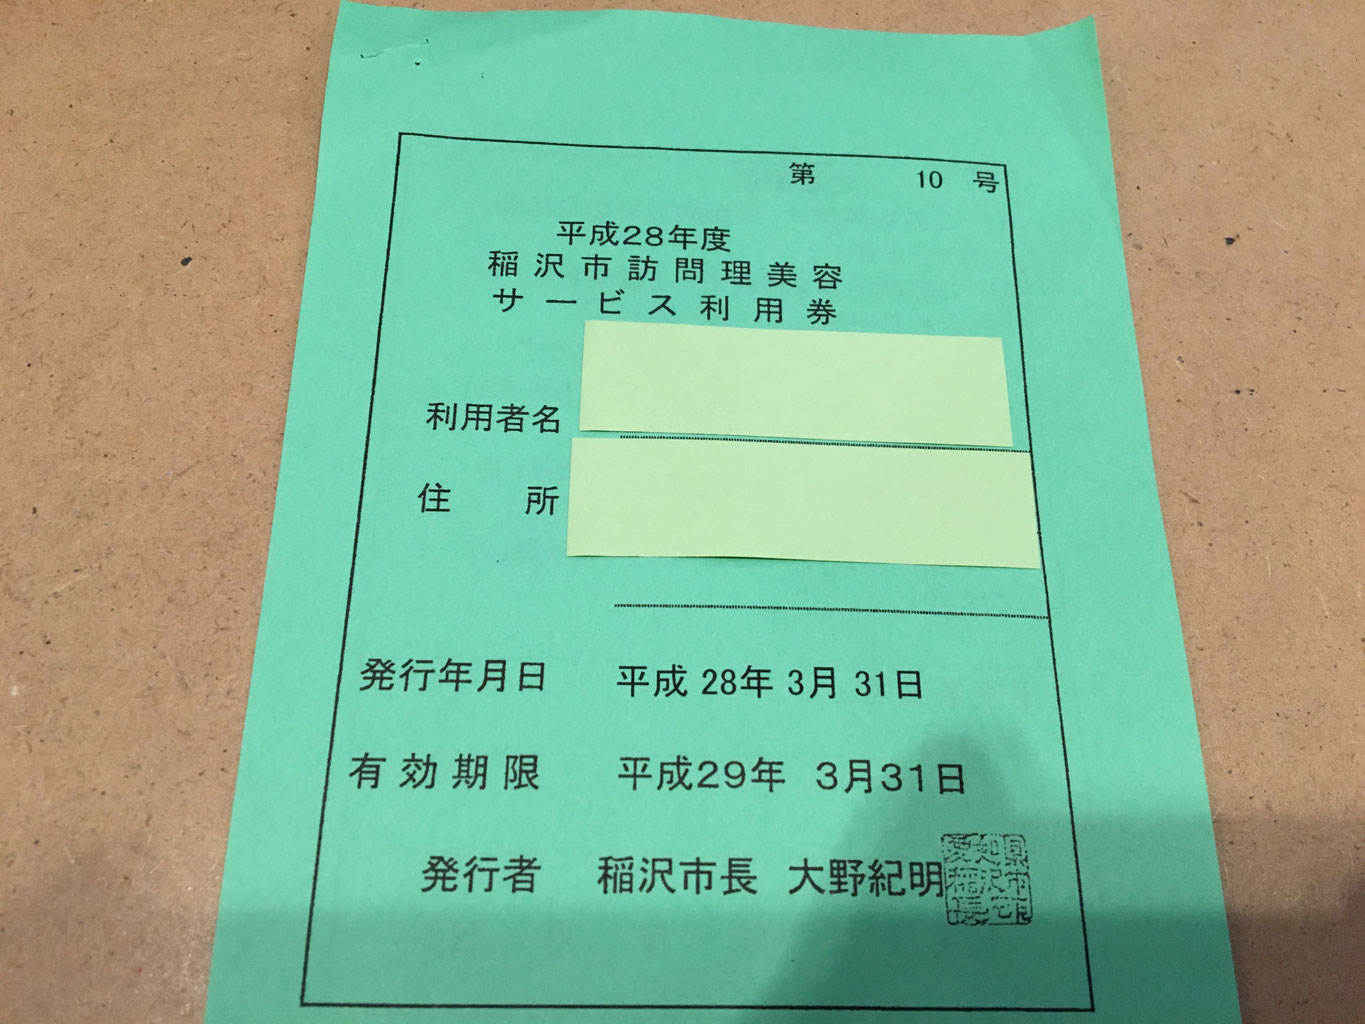 第 10 号
平成28年度
稲沢市訪問理美容
サービス利用券
利用者名
住 所
発行年月日 平成 28年 3月 31日
有効期限 平成29年 3月31日
発行者 稲沢市長 大野紀明